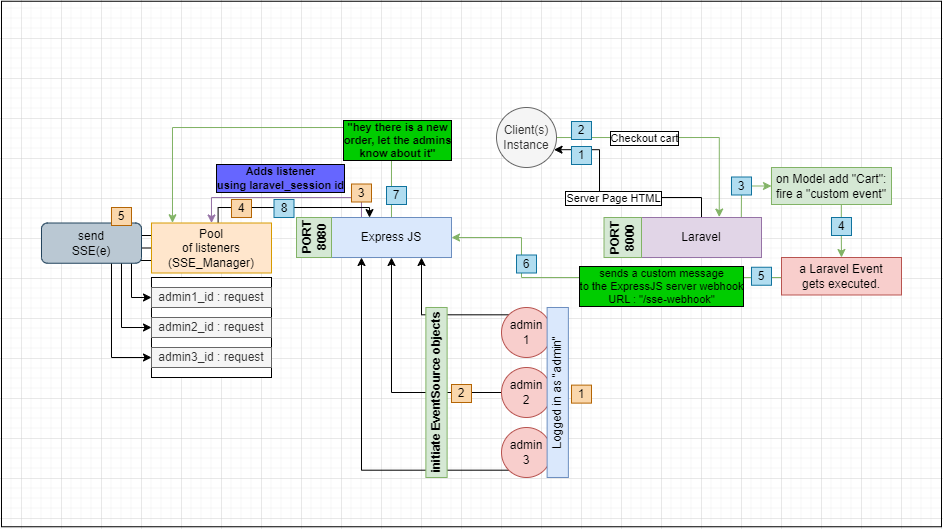 "hey there is a new
order, let the admins
know about it"
Client(s)
Instance
2
Checkout cart
1
Adds listener
using laravel_session id
3
7
Server Page HTML
3
on Model add "Cart":
fire a "custom event"
5
4
8
send
SSE(e)
Pool
of listeners
(SSE_Manager)
PORT
8080
Express JS
PORT
8000
Laravel
4
6
sends a custom message
to the ExpressJS server webhook
URL : "/sse-webhook"
5
a Laravel Event
gets executed.
admin1_id : request
admin2_id : request
admin3_id : request
initiate EventSource objects
2
admin
1
admin
2
admin
3
Logged in as "admin"
1